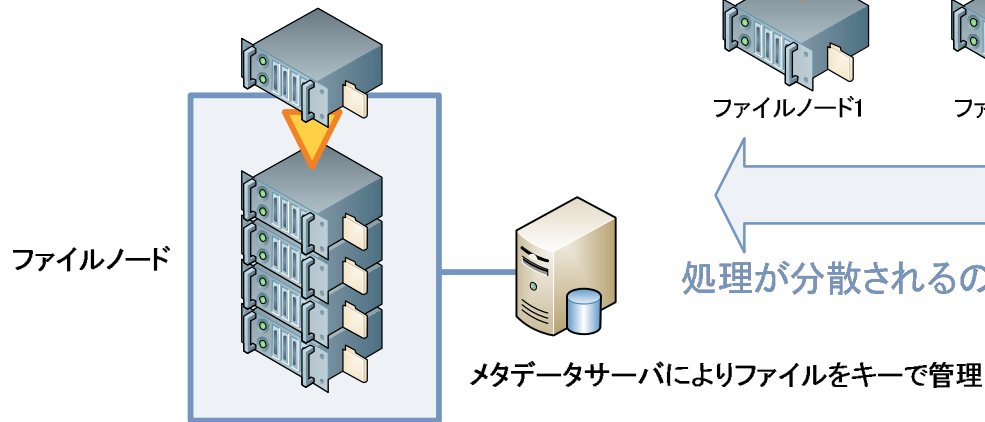 ファイルノード1
ファ
ファイルノード
処理が分散されるの
メタデータサーバによりファイルをキーで管理